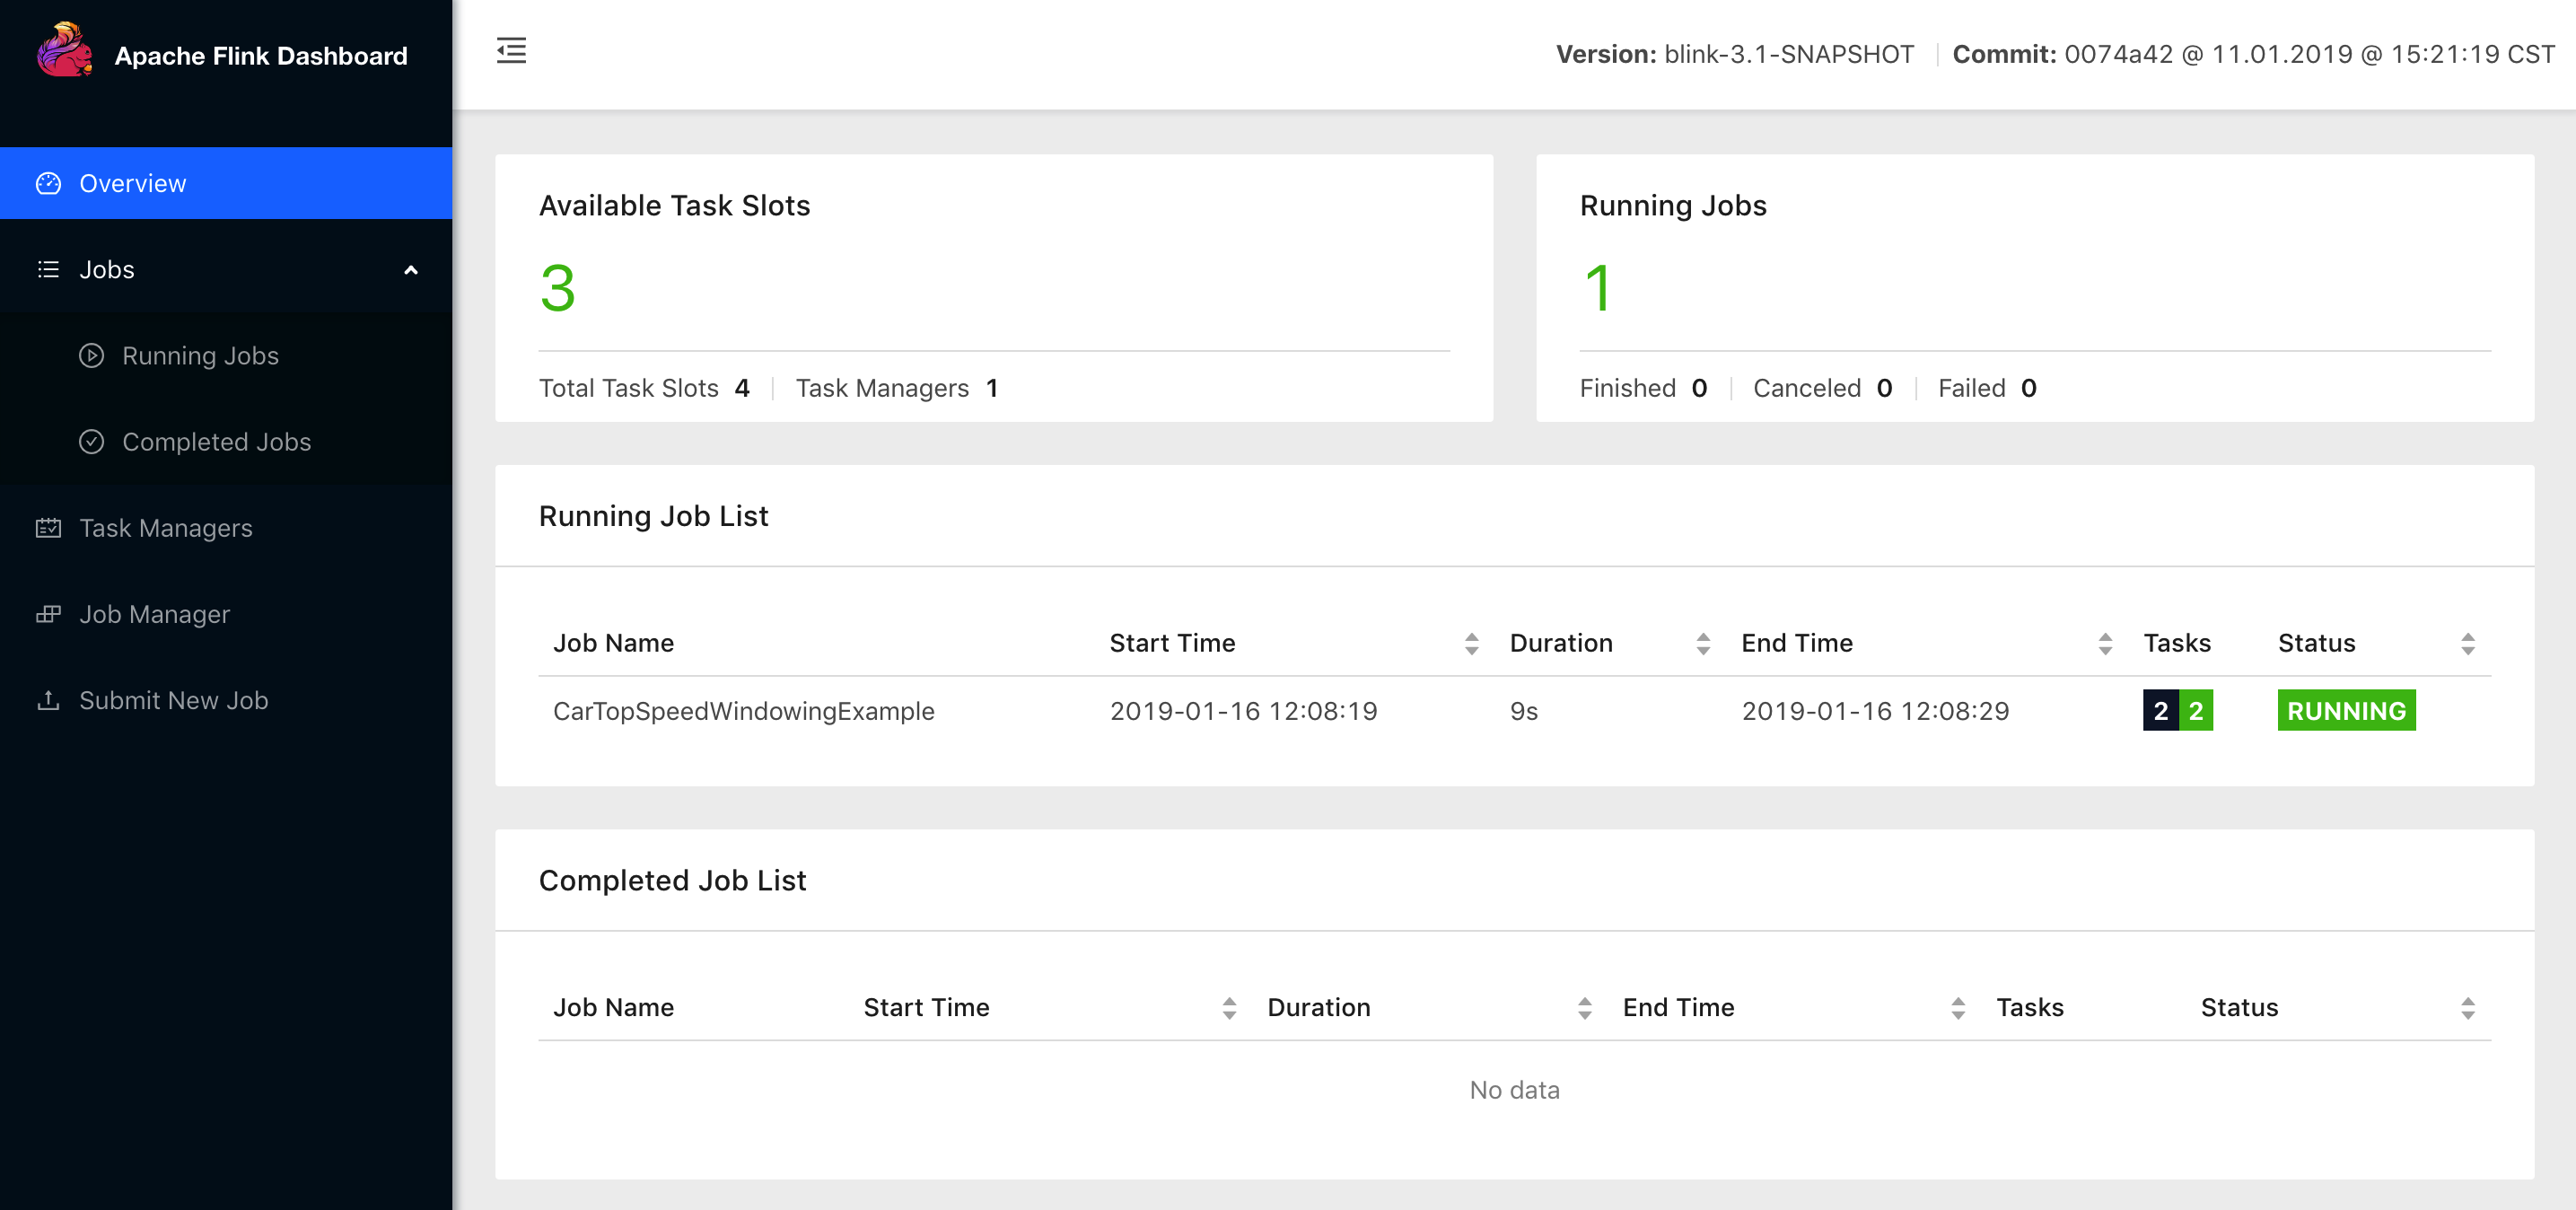 Apache Flink Dashboard
Version: blink-3.1-SNAPSHOT Commit: 0074a42 @ 11.01.2019 @ 15:21:19 CST
Overview
Jobs
Running Jobs
Completed Jobs
Task Managers
Job Manager
Submit New Job
Available Task Slots
3
Total Task Slots 4 Task Managers 1
Running Jobs
1
Finished 0 Canceled 0 Failed 0
Running Job List
Job Name Start Time Duration End Time Tasks Status
CarTopSpeedWindowingExample 2019-01-16 12:08:19 9s 2019-01-16 12:08:29 2 2 RUNNING
Completed Job List
Job Name Start Time Duration End Time Tasks Status
No data